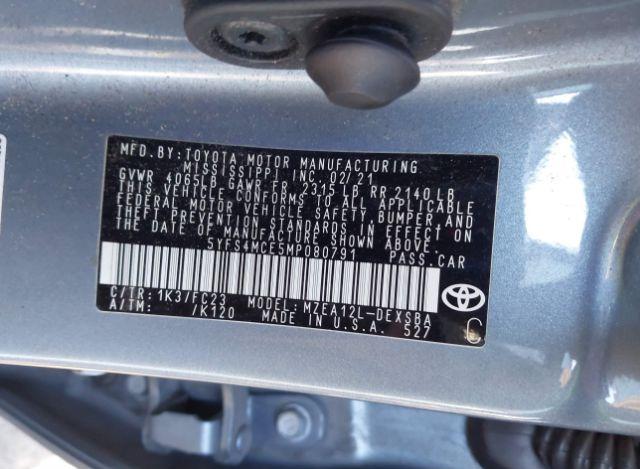 MFD.BY:TOYOTA MOTOR MANUFACTURING
MISSISSIPPI INC. 02/21
GVWR 4065LB GAWR FR. 2315 LB RR 2140 LB
THIS VEHICLE CONFORMS TO ALL APPLICABLE
FEDERAL MOTOR VEHICLE SAFETY, BUMPER AND
THEFT PREVENTION STANDARDS IN EFFECT ON
THE DATE OF MANUFACTURE SHOWN ABOVE.
5YFS4MCE5MP080791 PASS.CAR
C/TR: 1K37/FC23 MODEL: MZEA12L-DEXSBA
A/TM: /K120 MADE IN U.S.A. 527
TOYOTA
C